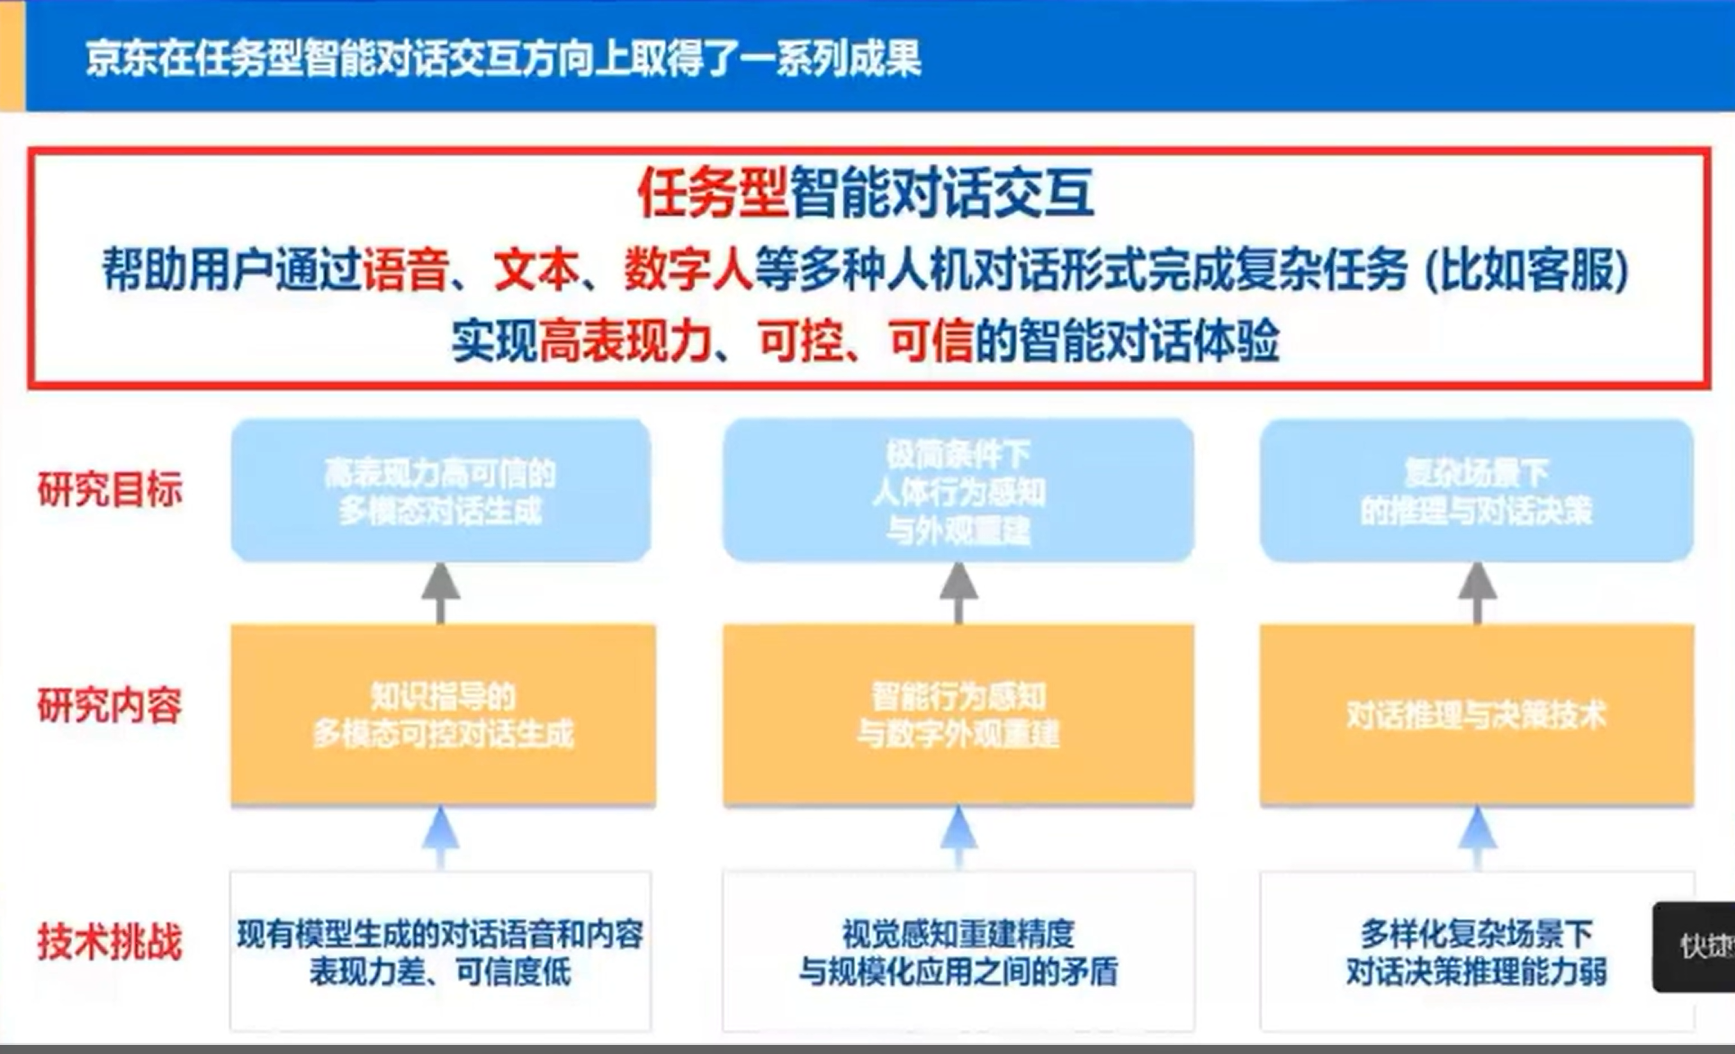 京东在任务型智能对话交互方向上取得了一系列成果
任务型智能对话交互
帮助用户通过语音、文本、数字人等多种人机对话形式完成复杂任务 (比如客服)
实现高表现力、可控、可信的智能对话体验
研究目标
高表现力高可信的
多模态对话生成
极简条件下
人体行为感知
与外观重建
复杂场景下
的推理与对话决策
研究内容
知识指导的
多模态可控对话生成
智能行为感知
与数字外观重建
对话推理与决策技术
技术挑战
现有模型生成的对话语音和内容
表现力差、可信度低
视觉感知重建精度
与规模化应用之间的矛盾
多样化复杂场景下
对话决策推理能力弱
快捷